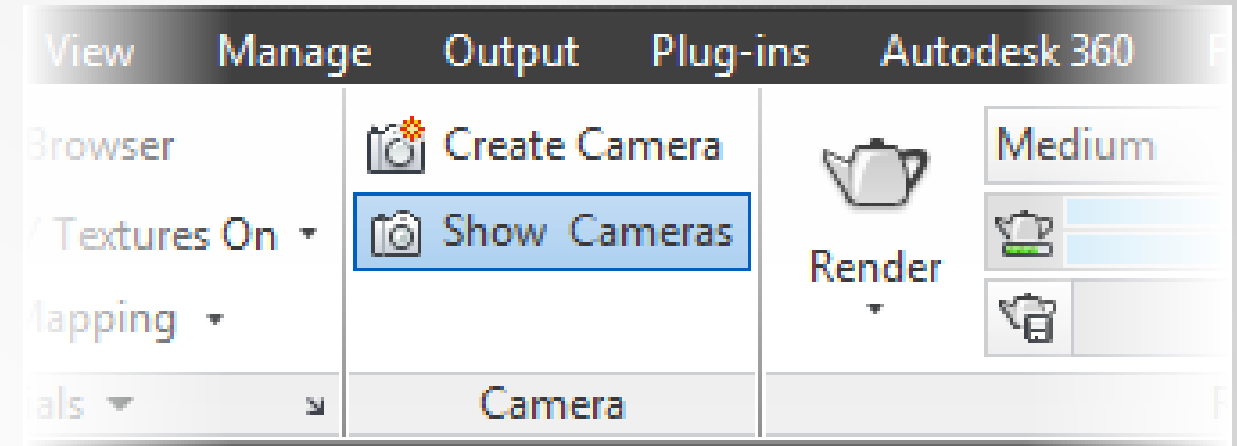 View Manage Output Plug-ins Autodesk 360
Browser
Create Camera
Medium
Textures On
Show Cameras
Render
Mapping
Camera